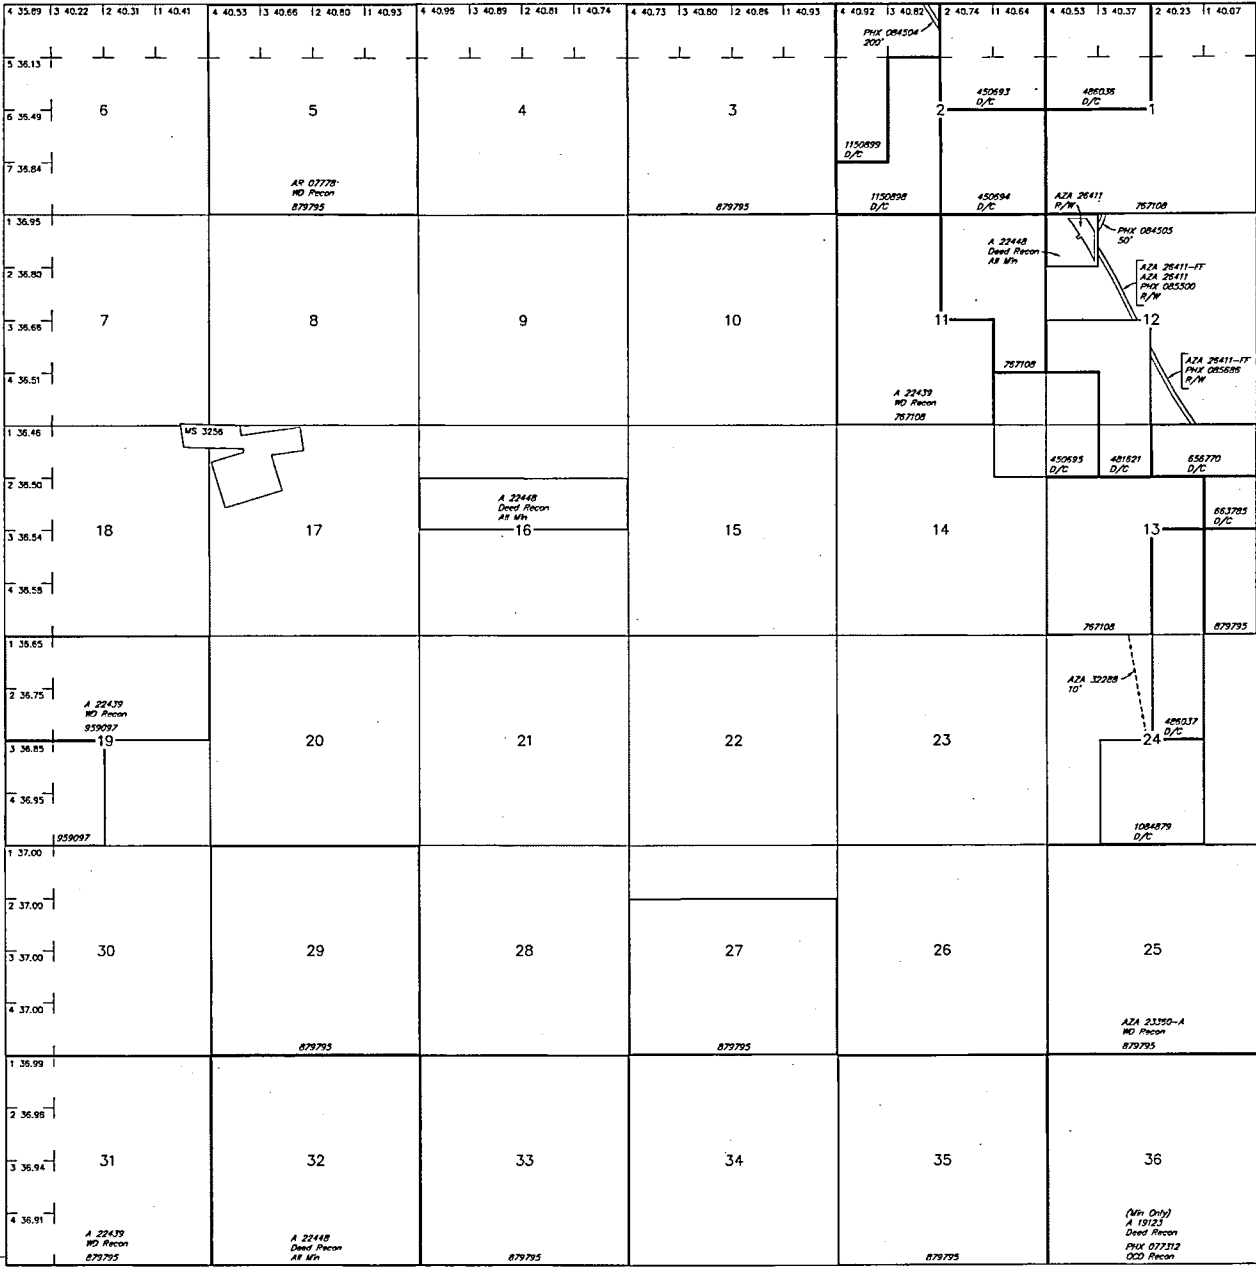 4 35.89 3 40.22 2 40.31 1 40.41 4 40.53 3 40.66 2 40.80 1 40.93 4 40.95 3 40.89 2 40.81 1 40.74 4 40.73 3 40.80 2 40.86 1 40.93 4 40.92 3 40.82 2 40.74 1 40.64 4 40.53 3 40.37 2 40.23 1 40.07
PHX 084504
200'
5 36.13
450693
D/C
486036
D/C
6 36.49
6 5 4 3 2 1
1150899
D/C
7 36.84
AR 07778
WD Recon
879795
879795
1150898
D/C
450694
D/C
AZA 26411
R/W
767108
1 36.95
PHX 084505
50'
A 22448
Deed Recon
All Min
2 36.80
AZA 26411-FF
AZA 26411
PHX 085500
R/W
3 36.66
7 8 9 10 11 12
767108
AZA 26411-FF
PHX 085686
R/W
4 36.51
A 22439
WD Recon
767108
1 36.46
MS 3256
450695
D/C
481621
D/C
656770
D/C
2 36.50
A 22448
Deed Recon
All Min
663785
D/C
3 36.54
18 17 16 15 14 13
4 36.58
767108
879795
1 36.65
AZA 32288
10'
2 36.75
A 22439
WD Recon
959097
486037
D/C
3 36.85
19 20 21 22 23 24
4 36.95
959097
1084879
D/C
1 37.00
2 37.00
3 37.00
30 29 28 27 26 25
4 37.00
AZA 23350-A
WD Recon
879795
879795
879795
1 36.99
2 36.96
3 36.94
31 32 33 34 35 36
4 36.91
A 22439
WD Recon
879795
A 22448
Deed Recon
All Min
879795
879795
(Min Only)
A 19123
Deed Recon
PHX 077312
OCD Recon